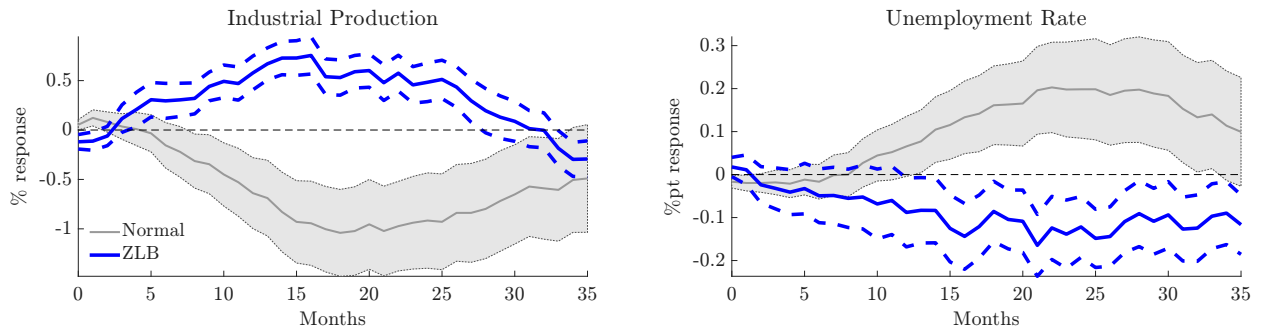 Industrial Production
% response
0.5
0
-0.5
-1
Normal
ZLB
0 5 10 15 20 25 30 35
Months
Unemployment Rate
%pt response
0.3
0.2
0.1
0
-0.1
-0.2
0 5 10 15 20 25 30 35
Months